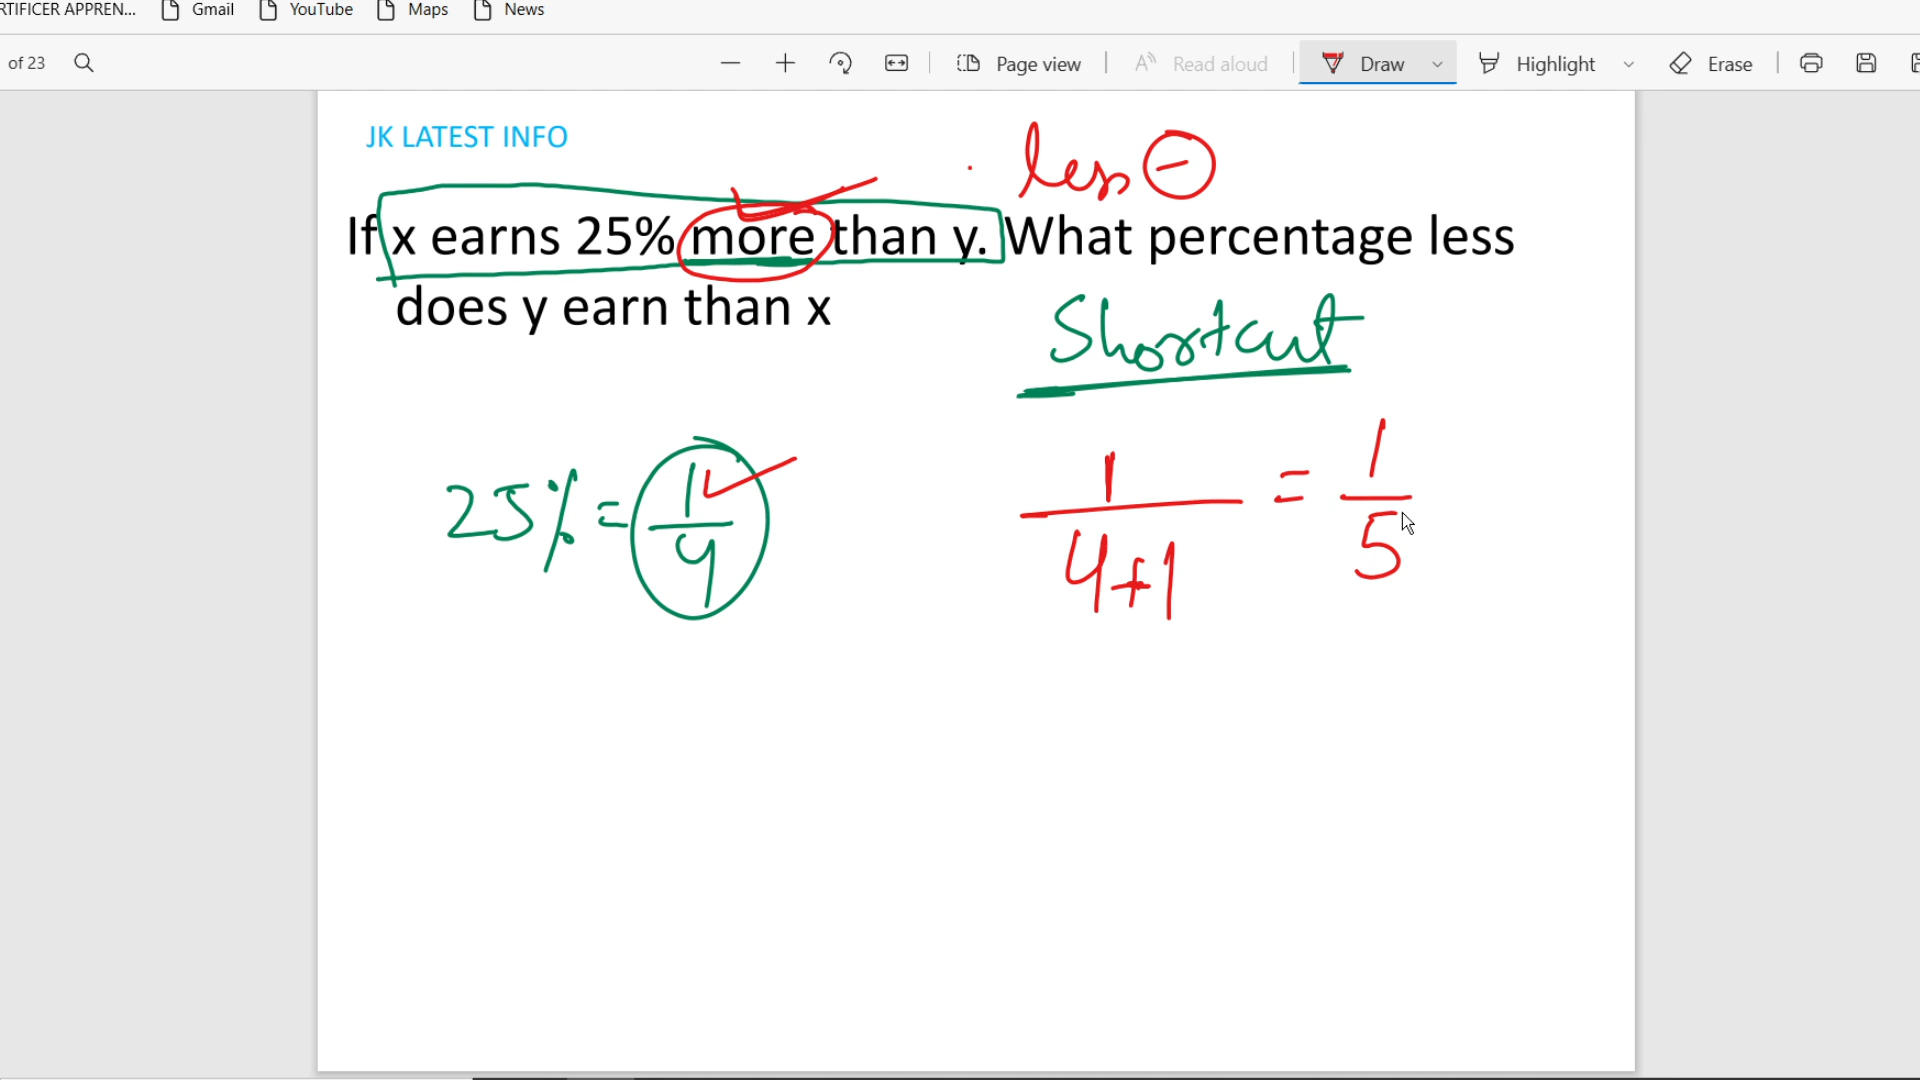 RTIFICER APPREN... Gmail YouTube Maps News
of 23 Page view Read aloud Draw Highlight Erase
JK LATEST INFO
less -
If x earns 25% more than y. What percentage less
does y earn than x
Shortcut
25% = 1/4
1/4+1 = 1/5